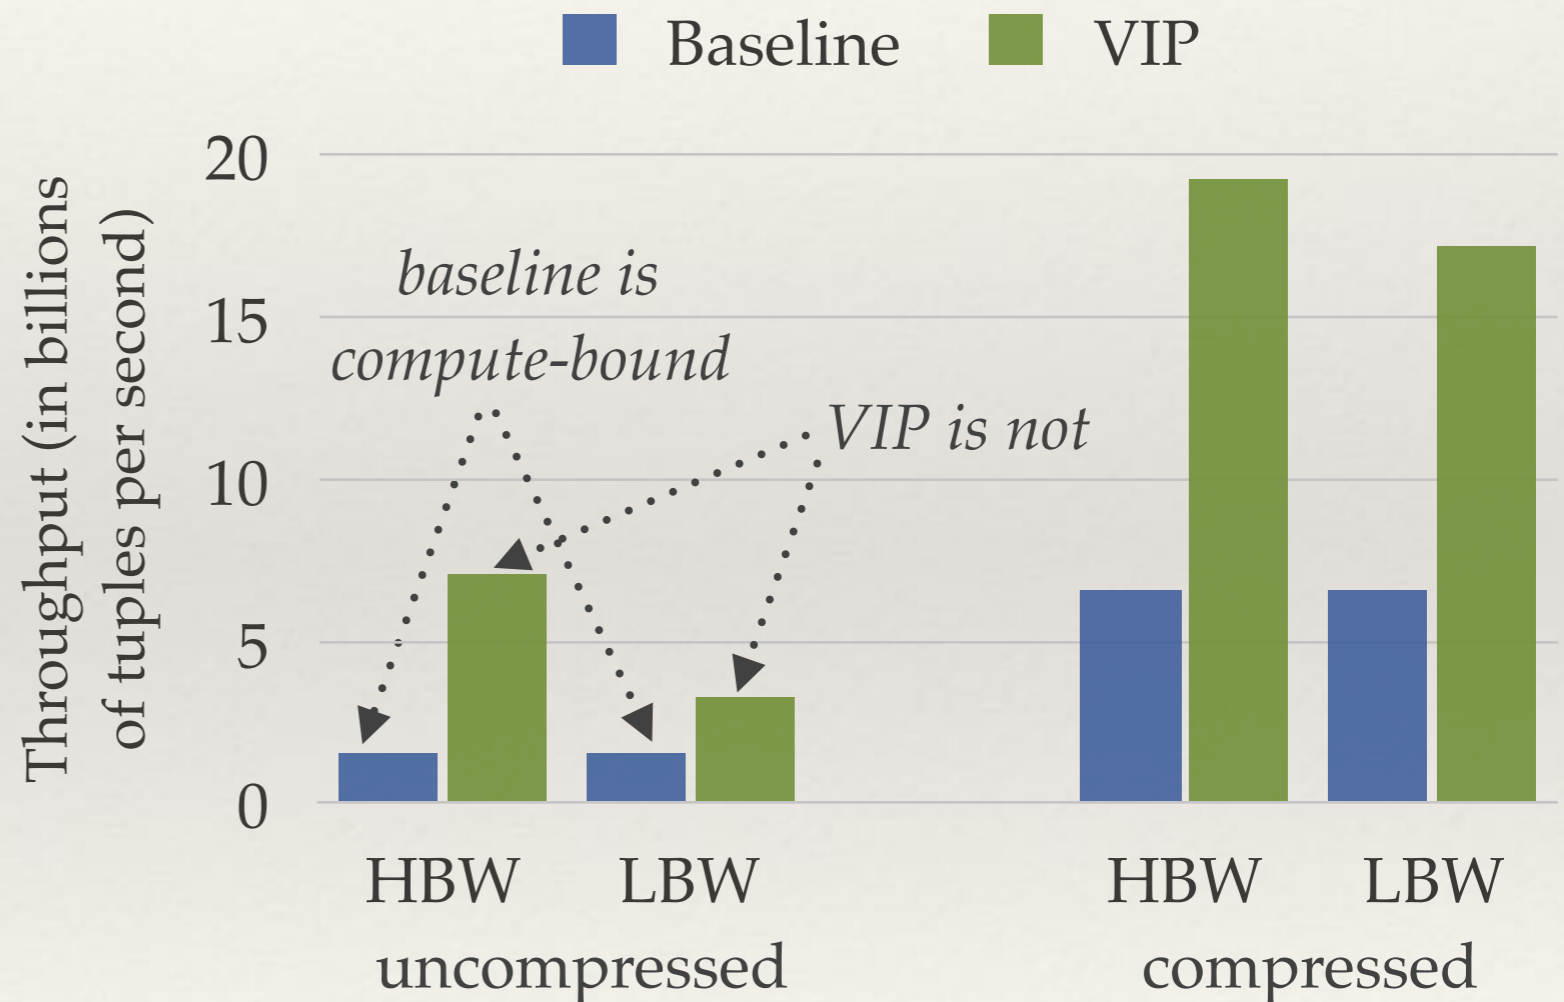 Baseline VIP
Throughput (in billions
of tuples per second)
20
15
10
5
0
baseline is
compute-bound
VIP is not
HBW LBW HBW LBW
uncompressed compressed